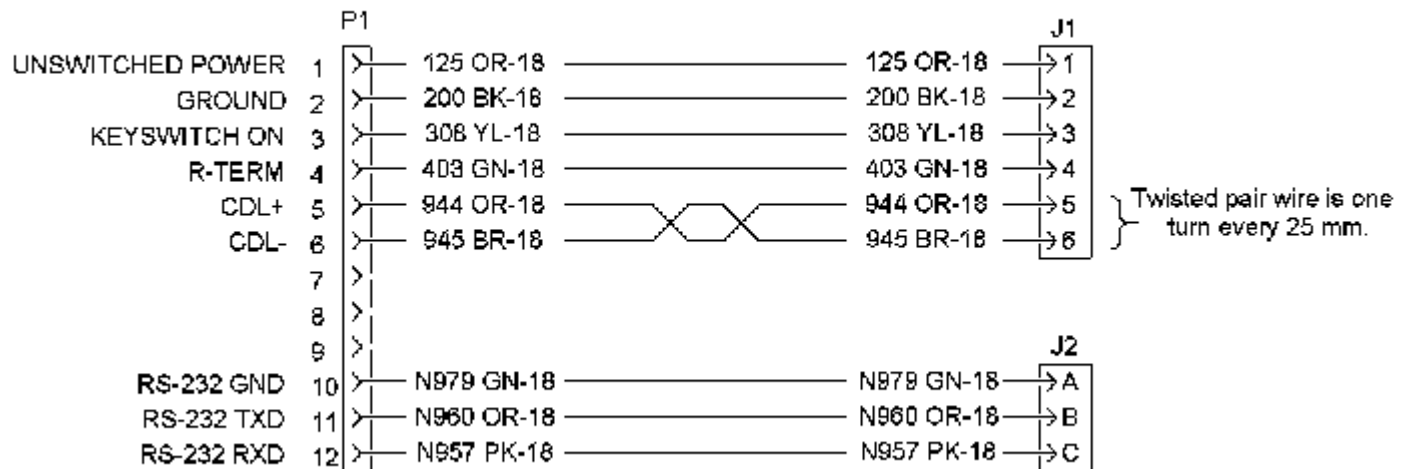 P1 J1
UNSWITCHED POWER 1 125 OR-18 125 OR-18 1
GROUND 2 200 BK-18 200 BK-18 2
KEYSWITCH ON 3 308 YL-18 308 YL-18 3
R-TERM 4 403 GN-18 403 GN-18 4
CDL+ 5 944 OR-18 944 OR-18 5
CDL- 6 945 BR-18 945 BR-18 6
Twisted pair wire is one
turn every 25 mm.
7
8
9
J2
RS-232 GND 10 N979 GN-18 N979 GN-18 A
RS-232 TXD 11 N960 OR-18 N960 OR-18 B
RS-232 RXD 12 N957 PK-18 N957 PK-18 C